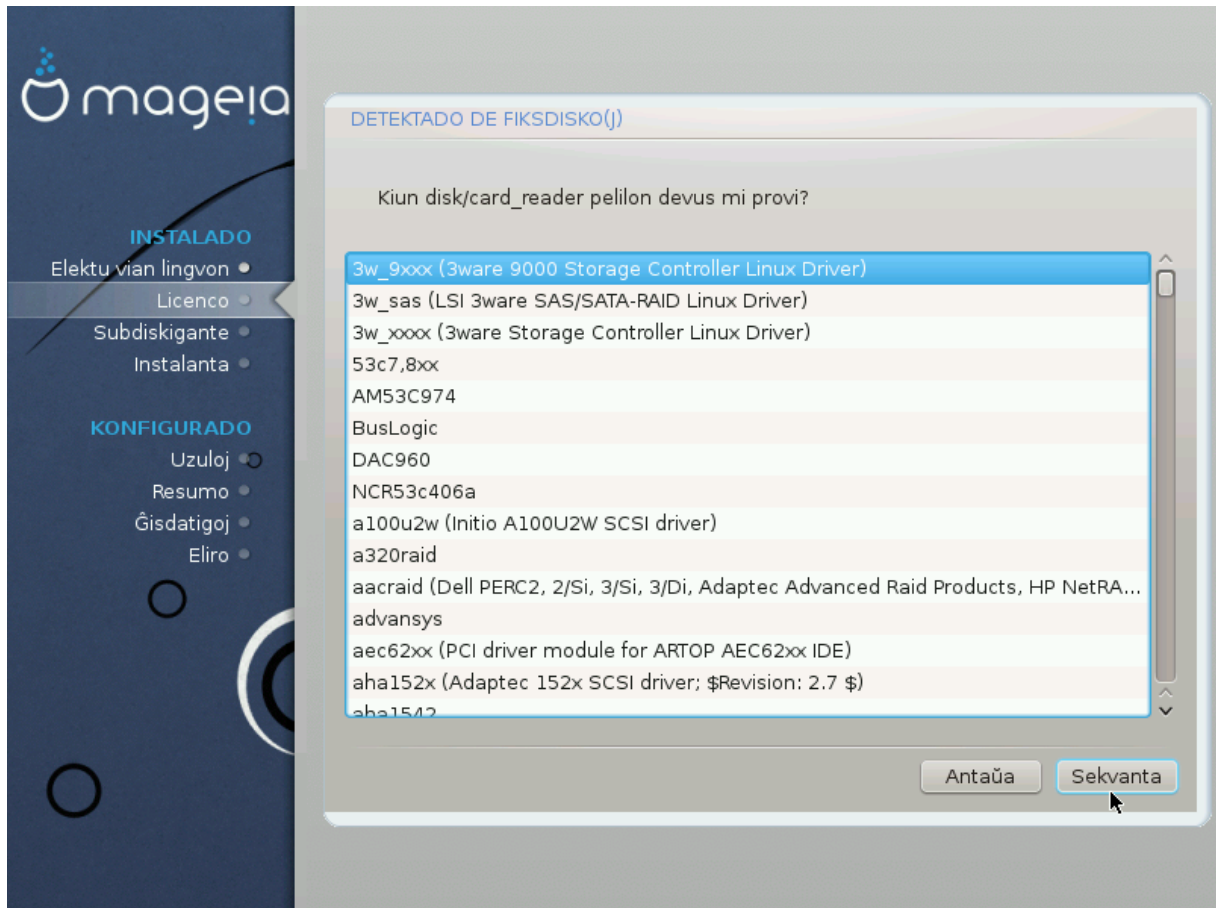 mageia
INSTALADO
Elektu vian lingvon
Licenco
Subdiskigante
Instalanta
KONFIGURADO
Uzuloj
Resumo
Ĝisdatigoj
Eliro
DETEKTADO DE FIKSDISKO(J)
Kiun disk/card_reader pelilon devus mi provi?
3w_9xxx (3ware 9000 Storage Controller Linux Driver)
3w_sas (LSI 3ware SAS/SATA-RAID Linux Driver)
3w_xxxx (3ware Storage Controller Linux Driver)
53c7,8xx
AM53C974
BusLogic
DAC960
NCR53c406a
a100u2w (Initio A100U2W SCSI driver)
a320raid
aacraid (Dell PERC2, 2/Si, 3/Si, 3/Di, Adaptec Advanced Raid Products, HP NetRA...
advansys
aec62xx (PCI driver module for ARTOP AEC62xx IDE)
aha152x (Adaptec 152x SCSI driver; $Revision: 2.7 $)
aha1542
Antaŭa
Sekvanta